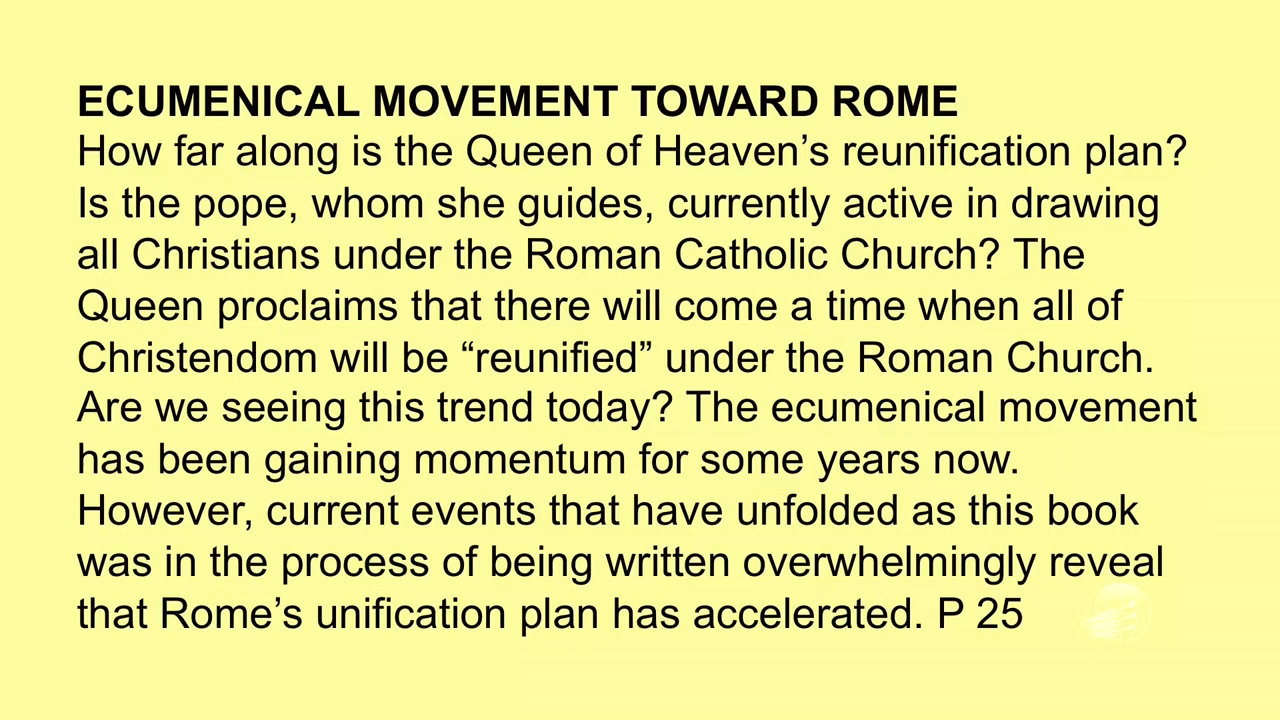 ECUMENICAL MOVEMENT TOWARD ROME
How far along is the Queen of Heaven’s reunification plan?
Is the pope, whom she guides, currently active in drawing
all Christians under the Roman Catholic Church? The
Queen proclaims that there will come a time when all of
Christendom will be “reunified” under the Roman Church.
Are we seeing this trend today? The ecumenical movement
has been gaining momentum for some years now.
However, current events that have unfolded as this book
was in the process of being written overwhelmingly reveal
that Rome’s unification plan has accelerated. P 25